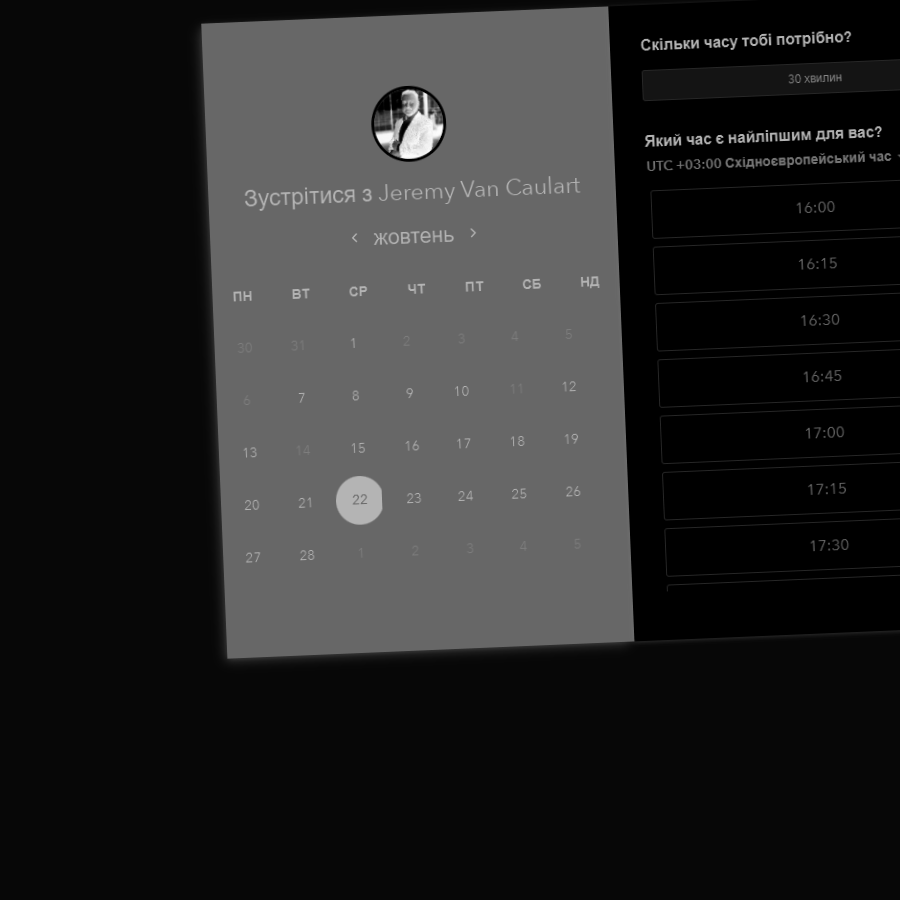 Зустрітися з Jeremy Van Caulart
‹ жовтень ›
ПН ВТ СР ЧТ ПТ СБ НД
30 31 1 2 3 4 5
6 7 8 9 10 11 12
13 14 15 16 17 18 19
20 21 22 23 24 25 26
27 28 1 2 3 4 5
Скільки часу тобі потрібно?
30 хвилин
Який час є найліпшим для вас?
UTC +03:00 Східноєвропейський час
16:00
16:15
16:30
16:45
17:00
17:15
17:30